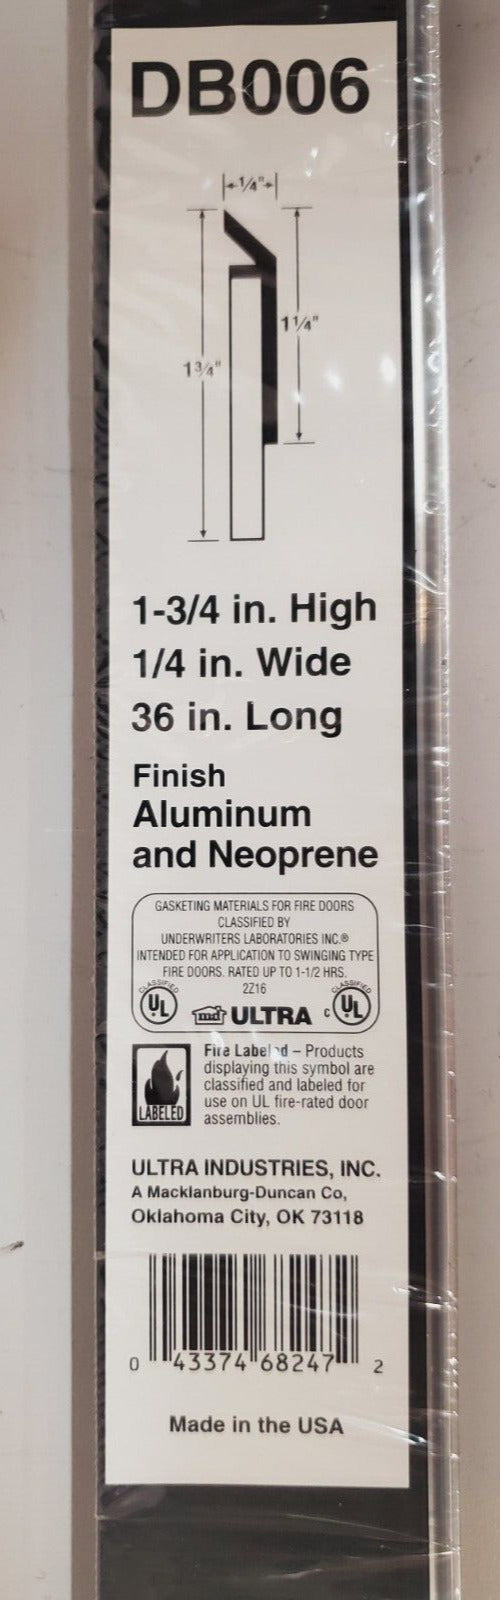 DB006
1/4"
1 1/4"
1 3/4"
1-3/4 in. High
1/4 in. Wide
36 in. Long
Finish
Aluminum
and Neoprene
GASKETING MATERIALS FOR FIRE DOORS
CLASSIFIED BY
UNDERWRITERS LABORATORIES INC.®
INTENDED FOR APPLICATION TO SWINGING TYPE
FIRE DOORS. RATED UP TO 1-1/2 HRS.
2Z16
CLASSIFIED UL md ULTRA C CLASSIFIED UL
LABELED
Fire Labeled – Products
displaying this symbol are
classified and labeled for
use on UL fire-rated door
assemblies.
ULTRA INDUSTRIES, INC.
A Macklanburg-Duncan Co,
Oklahoma City, OK 73118
0 43374 68247 2
Made in the USA